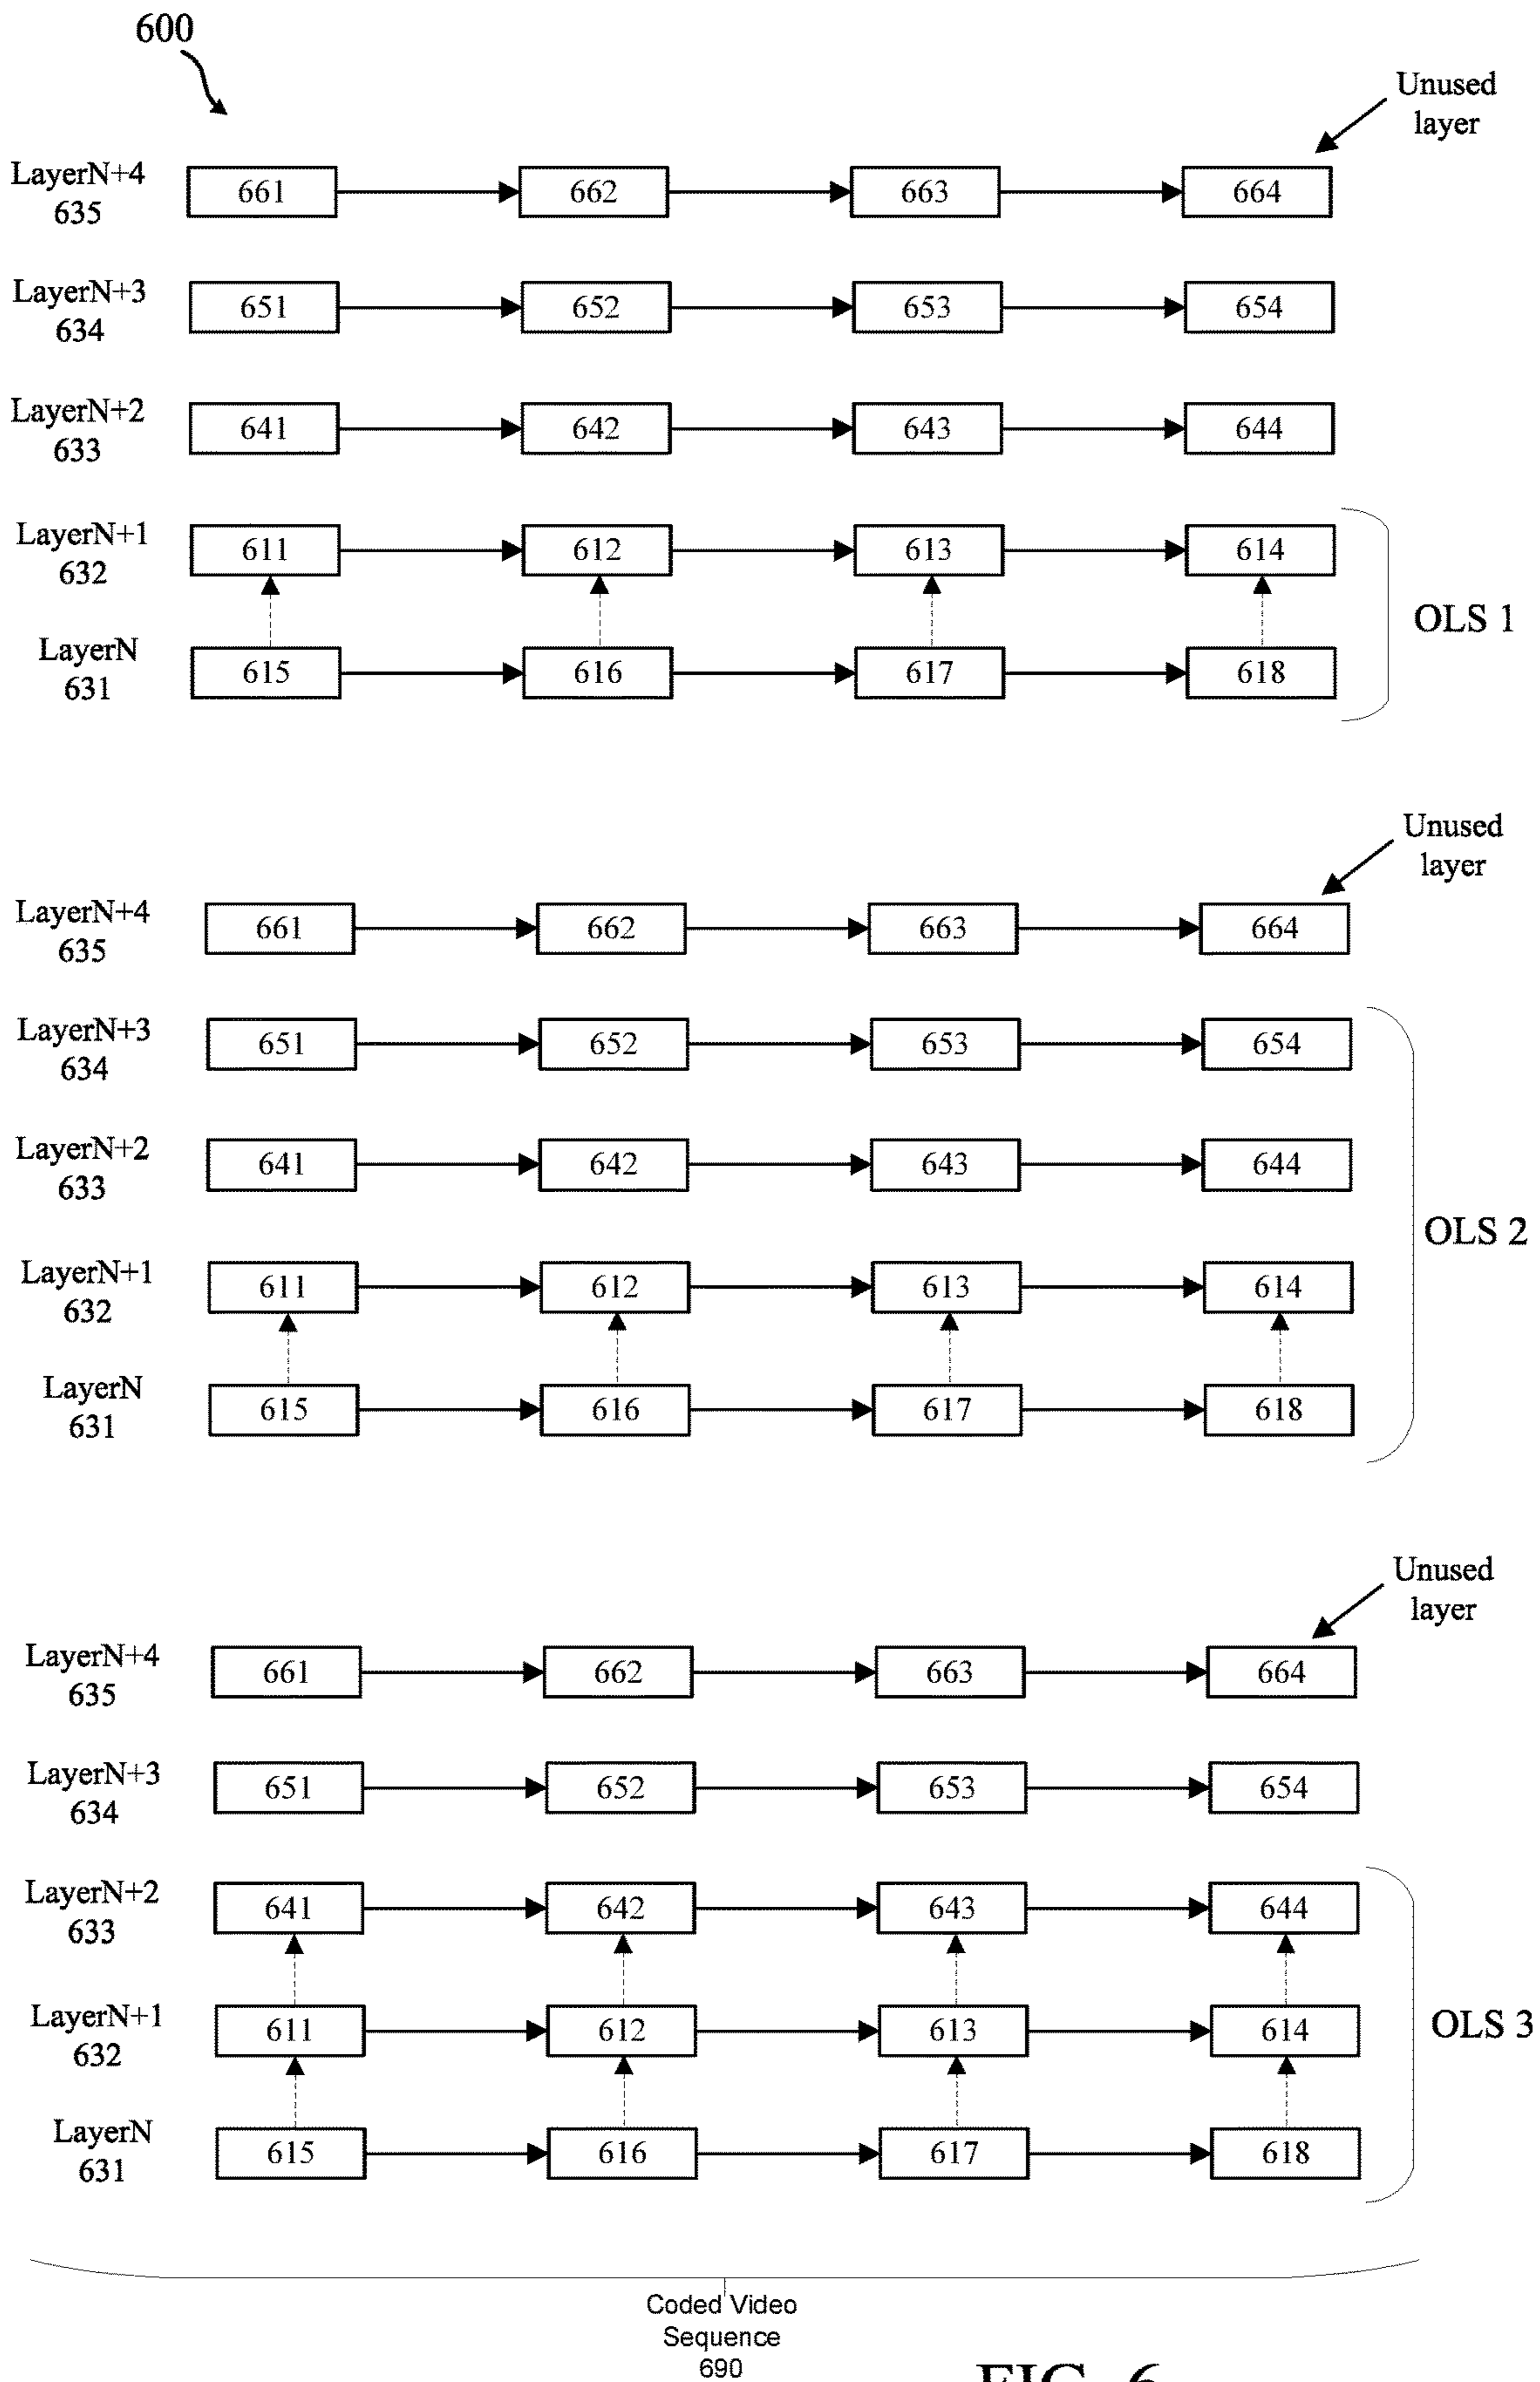 600
Unused
layer
LayerN+4
635
661
662
663
664
LayerN+3
634
651
652
653
654
LayerN+2
633
641
642
643
644
LayerN+1
632
611
612
613
614
LayerN
631
615
616
617
618
OLS 1
Unused
layer
LayerN+4
635
661
662
663
664
LayerN+3
634
651
652
653
654
LayerN+2
633
641
642
643
644
LayerN+1
632
611
612
613
614
LayerN
631
615
616
617
618
OLS 2
Unused
layer
LayerN+4
635
661
662
663
664
LayerN+3
634
651
652
653
654
LayerN+2
633
641
642
643
644
LayerN+1
632
611
612
613
614
LayerN
631
615
616
617
618
OLS 3
Coded Video
Sequence
690
FIG. 6